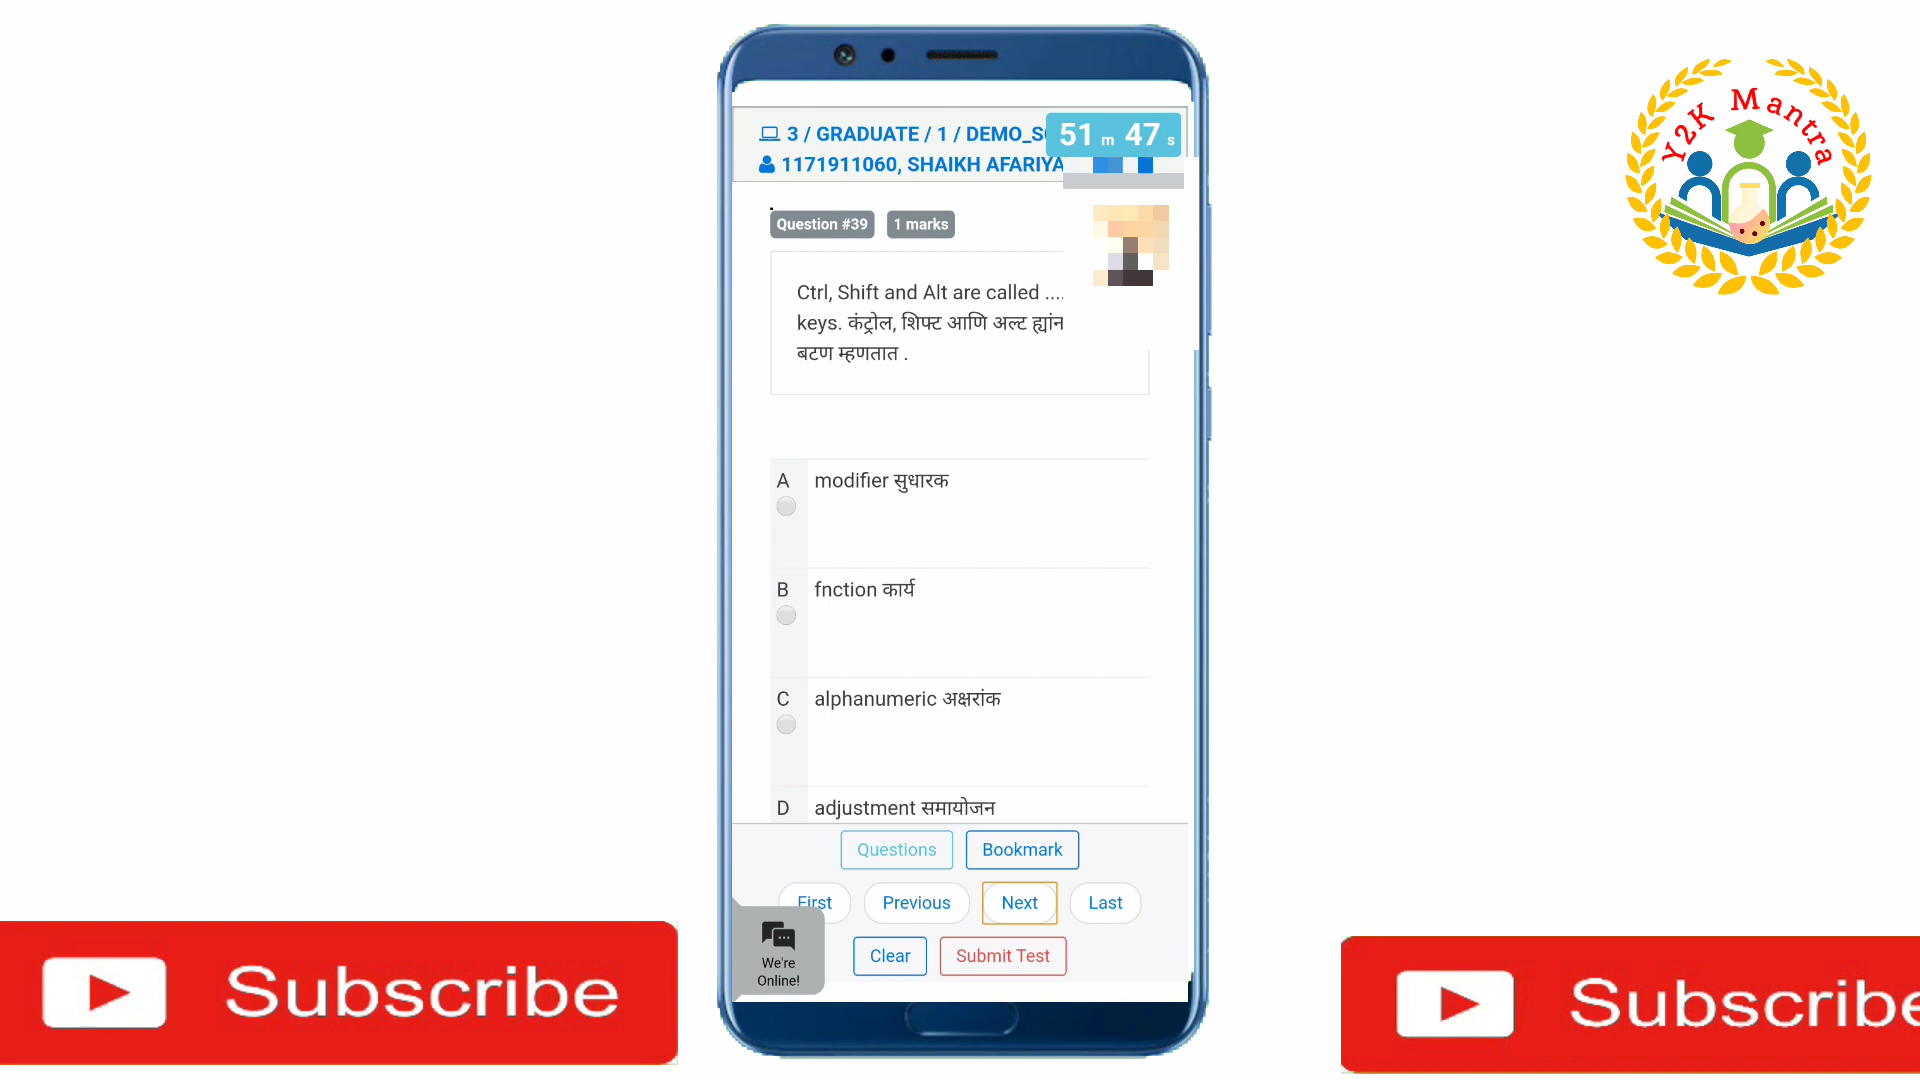 3 / GRADUATE / 1 / DEMO_S
51 m 47 s
1171911060, SHAIKH AFARIYA
Y2K Mantra
Question #39 1 marks
Ctrl, Shift and Alt are called ....
keys. कंट्रोल, शिफ्ट आणि अल्ट ह्यांन
बटण म्हणतात .
A modifier सुधारक
B fnction कार्य
C alphanumeric अक्षरांक
D adjustment समायोजन
Questions Bookmark
First Previous Next Last
Clear Submit Test
We're
Online!
Subscribe
Subscribe